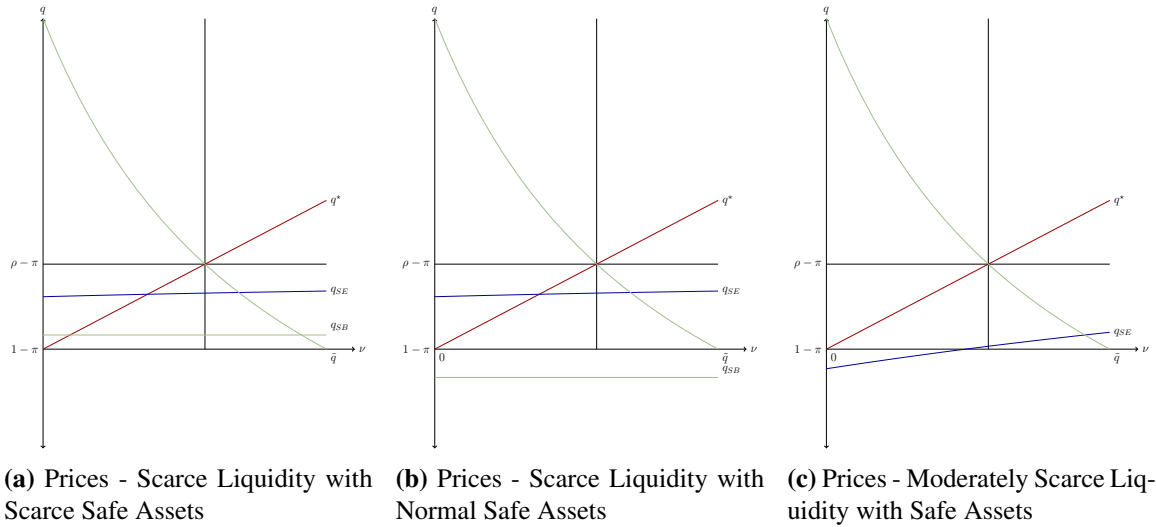 q
q*
ρ − π
q_SE
q_SB
1 − π
ν
q̄
(a) Prices - Scarce Liquidity with
Scarce Safe Assets
q
q*
ρ − π
q_SE
1 − π
0
ν
q̄
q_SB
(b) Prices - Scarce Liquidity with
Normal Safe Assets
q
q*
ρ − π
q_SE
1 − π
0
ν
q̄
(c) Prices - Moderately Scarce Liq-
uidity with Safe Assets